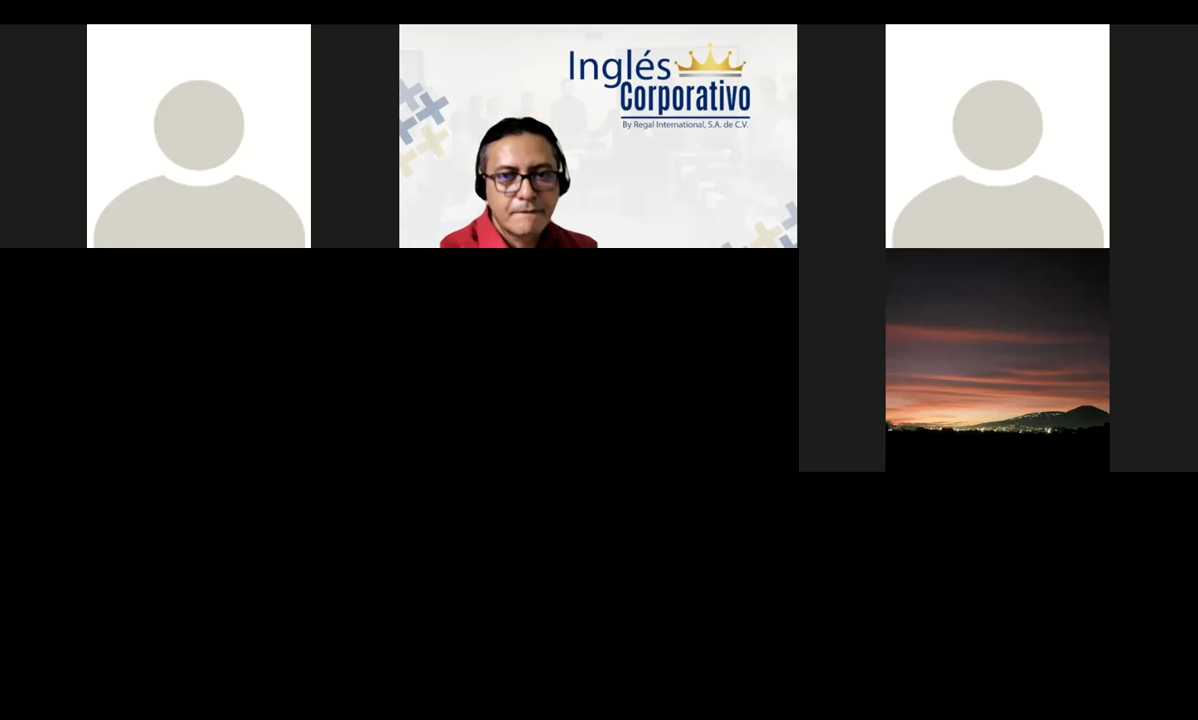 Inglés
Corporativo
By Regal International, S.A. de C.V.